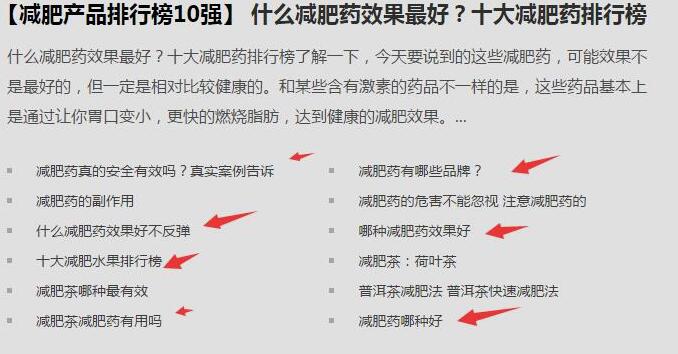 【减肥产品排行榜10强】 什么减肥药效果最好？十大减肥药排行榜
什么减肥药效果最好？十大减肥药排行榜了解一下，今天要说到的这些减肥药，可能效果不
是最好的，但一定是相对比较健康的。和某些含有激素的药品不一样的是，这些药品基本上
是通过让你胃口变小，更快的燃烧脂肪，达到健康的减肥效果。...
减肥药真的安全有效吗？真实案例告诉
减肥药有哪些品牌？
减肥药的副作用
减肥药的危害不能忽视 注意减肥药的
什么减肥药效果好不反弹
哪种减肥药效果好
十大减肥水果排行榜
减肥茶：荷叶茶
减肥茶哪种最有效
普洱茶减肥法 普洱茶快速减肥法
减肥茶减肥药有用吗
减肥药哪种好